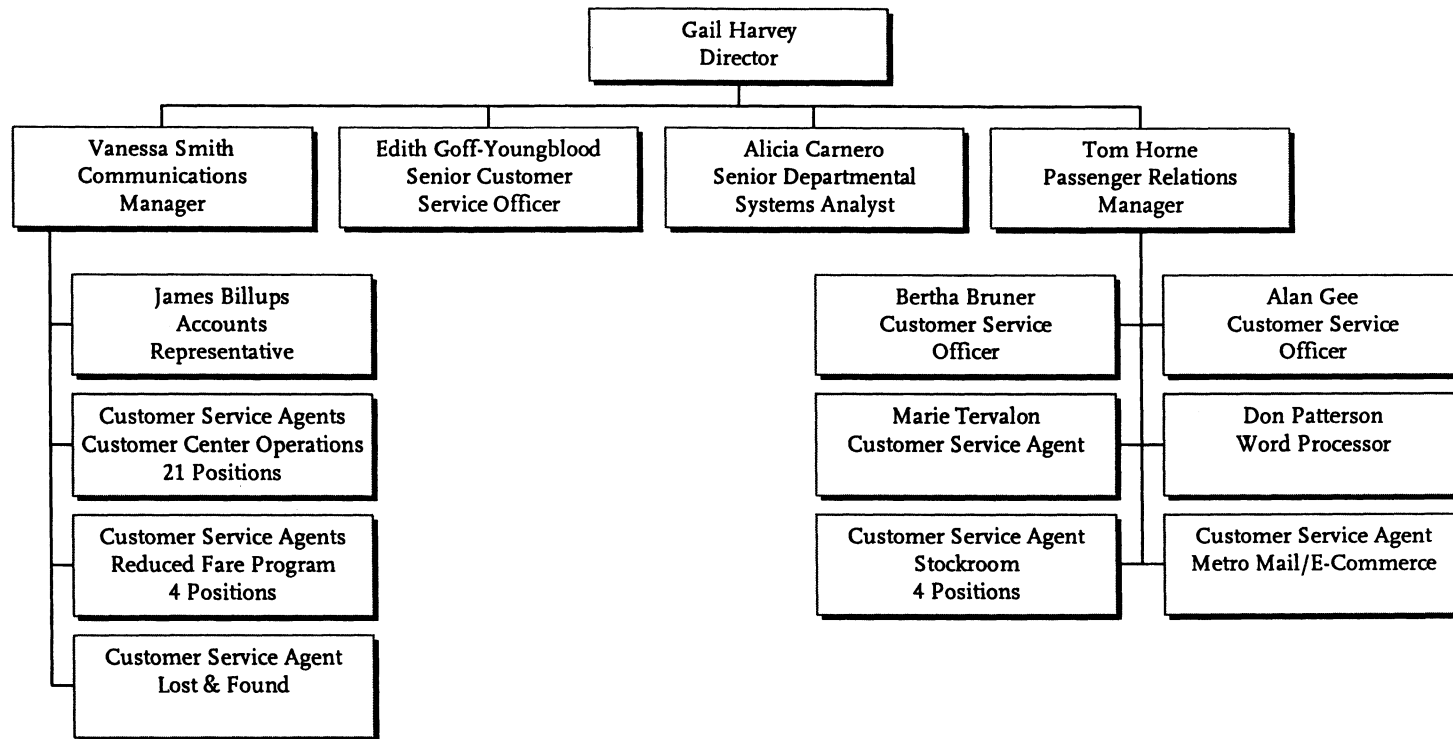 Gail Harvey
Director
Vanessa Smith
Communications
Manager
Edith Goff-Youngblood
Senior Customer
Service Officer
Alicia Carnero
Senior Departmental
Systems Analyst
Tom Horne
Passenger Relations
Manager
James Billups
Accounts
Representative
Customer Service Agents
Customer Center Operations
21 Positions
Customer Service Agents
Reduced Fare Program
4 Positions
Customer Service Agent
Lost & Found
Bertha Bruner
Customer Service
Officer
Alan Gee
Customer Service
Officer
Marie Tervalon
Customer Service Agent
Don Patterson
Word Processor
Customer Service Agent
Stockroom
4 Positions
Customer Service Agent
Metro Mail/E-Commerce